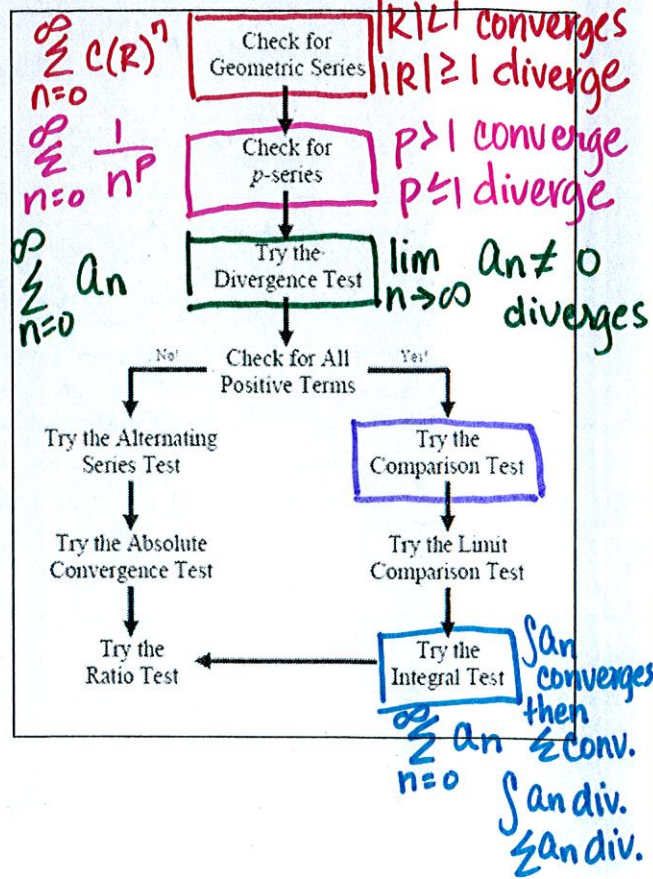 ∞
∑ C(R)ⁿ
n=0
Check for
Geometric Series
|R|<1 converges
|R|≥1 diverge
∞
∑ 1/nᴾ
n=0
Check for
p-series
p>1 converge
p≤1 diverge
∞
∑ an
n=0
Try the
Divergence Test
lim an≠0
n→∞
diverges
No!
Check for All
Positive Terms
Yes!
Try the Alternating
Series Test
Try the
Comparison Test
Try the Absolute
Convergence Test
Try the Limit
Comparison Test
Try the
Ratio Test
Try the
Integral Test
∫an
converges
then
∑conv.
∞
∑ an
n=0
∫an div.
∑an div.